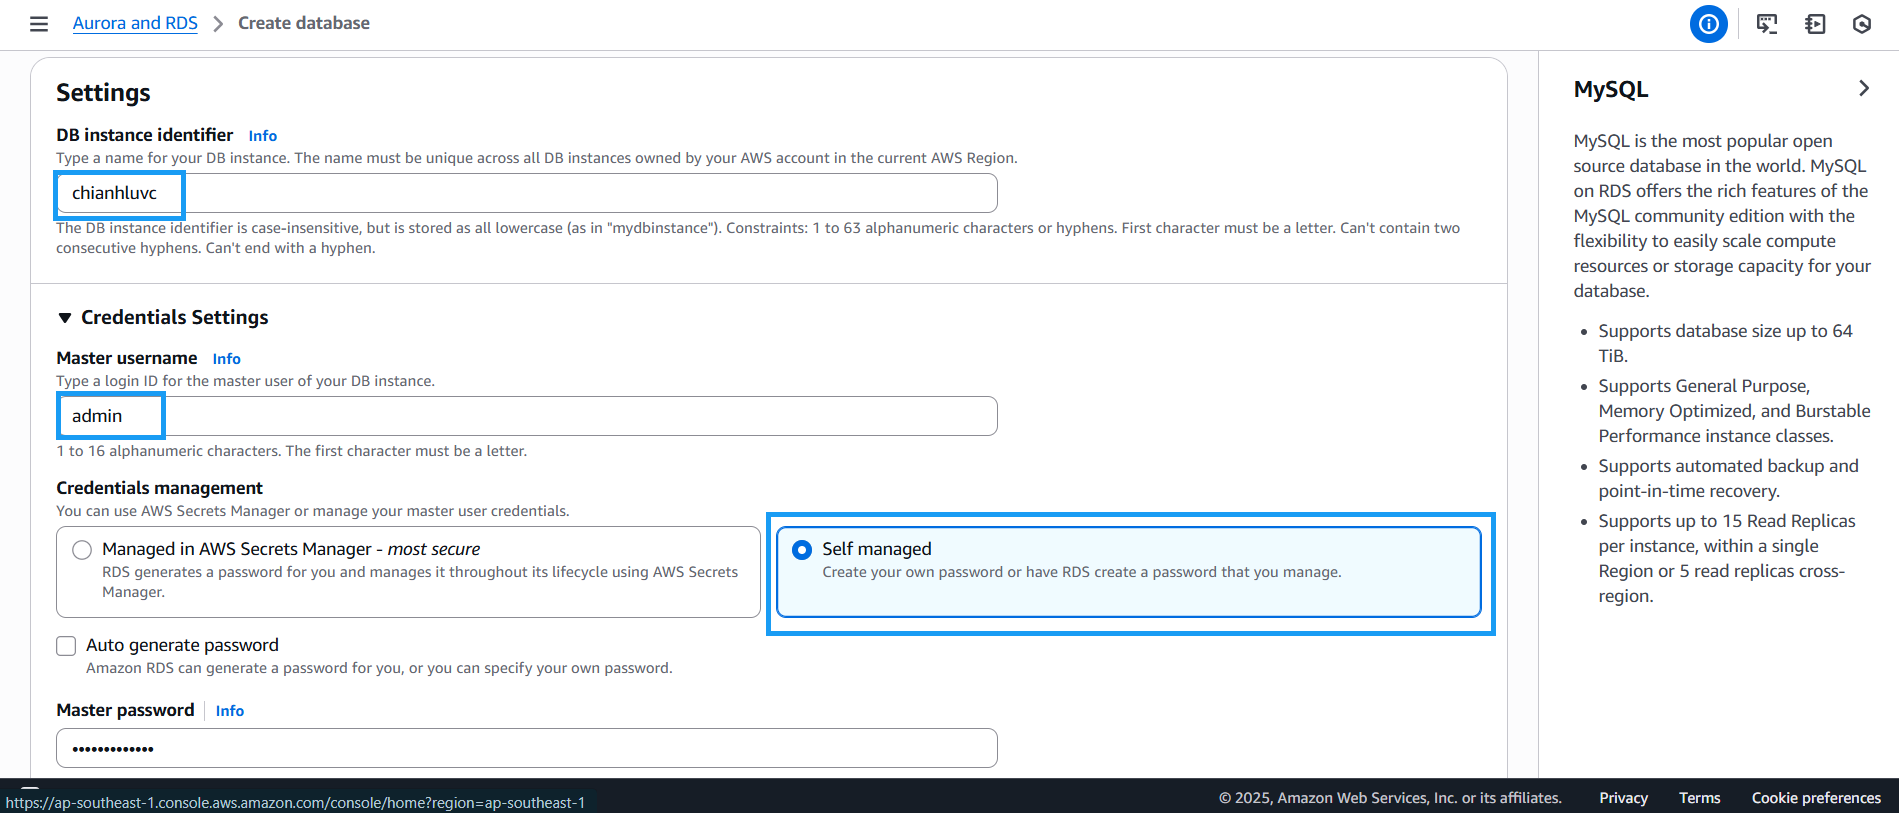 Aurora and RDS > Create database
Settings
DB instance identifier Info
Type a name for your DB instance. The name must be unique across all DB instances owned by your AWS account in the current AWS Region.
chianhluvc
The DB instance identifier is case-insensitive, but is stored as all lowercase (as in "mydbinstance"). Constraints: 1 to 63 alphanumeric characters or hyphens. First character must be a letter. Can't contain two
consecutive hyphens. Can't end with a hyphen.
Credentials Settings
Master username Info
Type a login ID for the master user of your DB instance.
admin
1 to 16 alphanumeric characters. The first character must be a letter.
Credentials management
You can use AWS Secrets Manager or manage your master user credentials.
Managed in AWS Secrets Manager - most secure
RDS generates a password for you and manages it throughout its lifecycle using AWS Secrets
Manager.
Self managed
Create your own password or have RDS create a password that you manage.
Auto generate password
Amazon RDS can generate a password for you, or you can specify your own password.
Master password Info
•••••••••••••
MySQL
MySQL is the most popular open
source database in the world. MySQL
on RDS offers the rich features of the
MySQL community edition with the
flexibility to easily scale compute
resources or storage capacity for your
database.
• Supports database size up to 64
TiB.
• Supports General Purpose,
Memory Optimized, and Burstable
Performance instance classes.
• Supports automated backup and
point-in-time recovery.
• Supports up to 15 Read Replicas
per instance, within a single
Region or 5 read replicas cross-
region.
https://ap-southeast-1.console.aws.amazon.com/console/home?region=ap-southeast-1
© 2025, Amazon Web Services, Inc. or its affiliates. Privacy Terms Cookie preferences